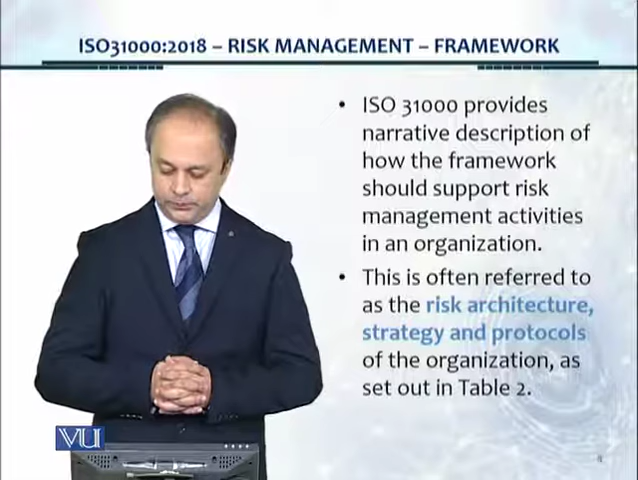 ISO31000:2018 – RISK MANAGEMENT – FRAMEWORK
• ISO 31000 provides
narrative description of
how the framework
should support risk
management activities
in an organization.
• This is often referred to
as the risk architecture,
strategy and protocols
of the organization, as
set out in Table 2.
VU